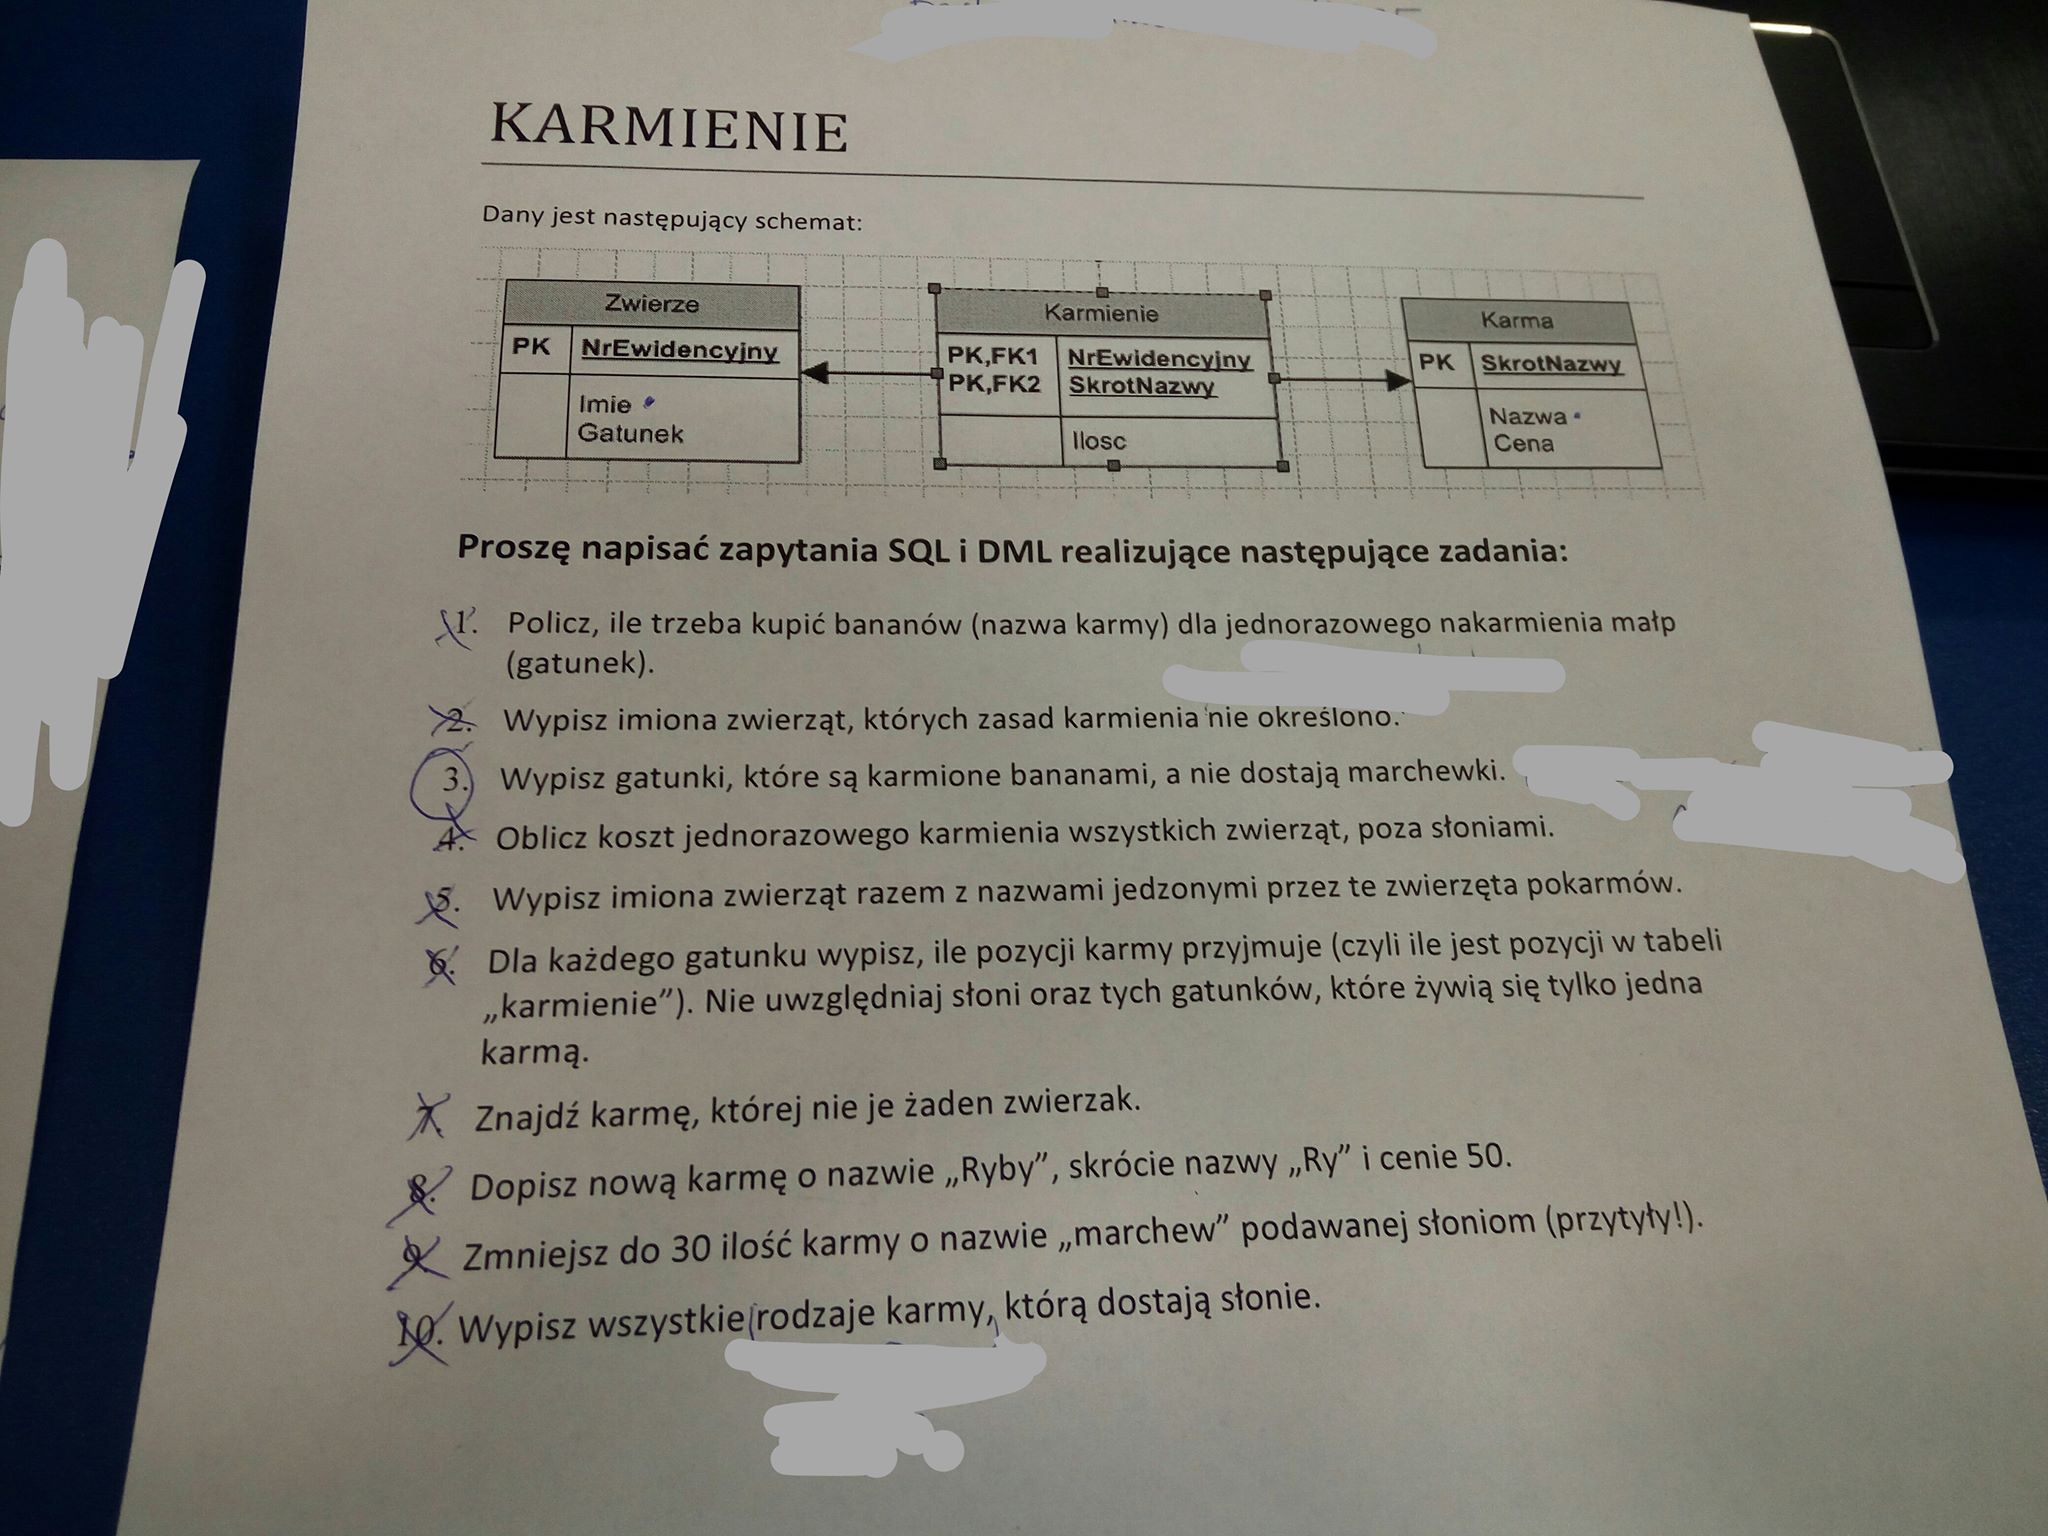 KARMIENIE
Dany jest następujący schemat:
Zwierze
PK NrEwidencyjny
Imie
Gatunek
Karmienie
PK,FK1 NrEwidencyjny
PK,FK2 SkrotNazwy
Ilosc
Karma
PK SkrotNazwy
Nazwa
Cena
Proszę napisać zapytania SQL i DML realizujące następujące zadania:
1. Policz, ile trzeba kupić bananów (nazwa karmy) dla jednorazowego nakarmienia małp
(gatunek).
2. Wypisz imiona zwierząt, których zasad karmienia nie określono.
3. Wypisz gatunki, które są karmione bananami, a nie dostają marchewki.
4. Oblicz koszt jednorazowego karmienia wszystkich zwierząt, poza słoniami.
5. Wypisz imiona zwierząt razem z nazwami jedzonymi przez te zwierzęta pokarmów.
6. Dla każdego gatunku wypisz, ile pozycji karmy przyjmuje (czyli ile jest pozycji w tabeli
„karmienie”). Nie uwzględniaj słoni oraz tych gatunków, które żywią się tylko jedna
karmą.
7. Znajdź karmę, której nie je żaden zwierzak.
8. Dopisz nową karmę o nazwie „Ryby”, skrócie nazwy „Ry” i cenie 50.
9. Zmniejsz do 30 ilość karmy o nazwie „marchew” podawanej słoniom (przytyły!).
10. Wypisz wszystkie rodzaje karmy, którą dostają słonie.